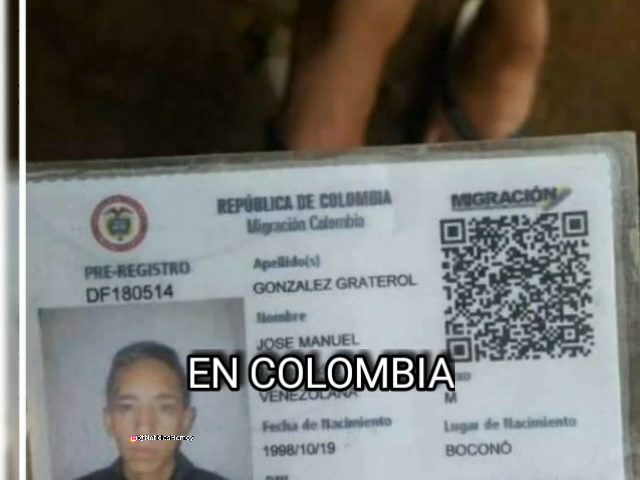 REPÚBLICA DE COLOMBIA
Migración Colombia
MIGRACIÓN
PRE-REGISTRO
DF180514
Apellido(s)
GONZALEZ GRATEROL
Nombre
JOSE MANUEL
EN COLOMBIA
VENEZOLANA
M
Fecha de Nacimiento
1998/10/19
Lugar de Nacimiento
BOCONÓ